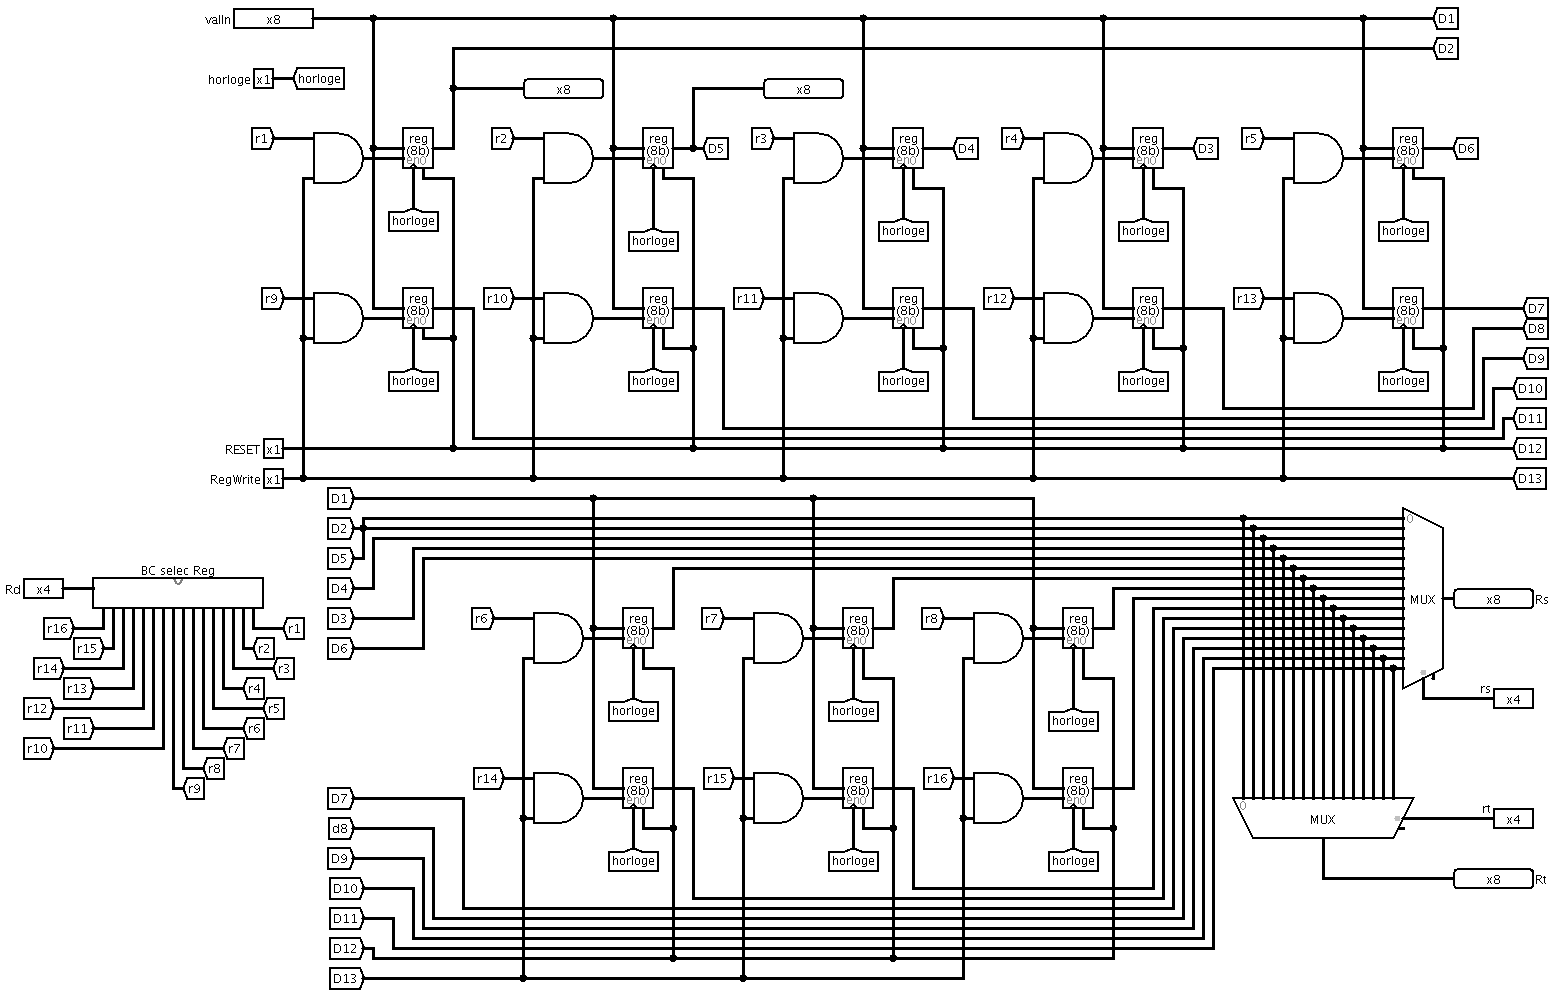 valIn x8 D1
D2
horloge x1 horloge
x8 x8
r1 reg (8b) en0 r2 reg (8b) en0 D5 r3 reg (8b) en0 D4 r4 reg (8b) en0 D3 r5 reg (8b) en0 D6
horloge horloge horloge horloge horloge
r9 reg (8b) en0 r10 reg (8b) en0 r11 reg (8b) en0 r12 reg (8b) en0 r13 reg (8b) en0 D7
D8
D9
horloge horloge horloge horloge horloge
D10
D11
RESET x1 D12
RegWrite x1 D13
D1
D2 0
D5
BC selec Reg
Rd x4 D4
MUX x8 Rs
D3 r6 reg (8b) en0 r7 reg (8b) en0 r8 reg (8b) en0
r16 r1
r15 r2 D6
r14 r3
r13 r4
rs x4
r12 r5
horloge horloge horloge
r11 r6
r10 r7
r8
r9
r14 reg (8b) en0 r15 reg (8b) en0 r16 reg (8b) en0
D7 0
rt x4
MUX
d8
D9 horloge horloge horloge
x8 Rt
D10
D11
D12
D13